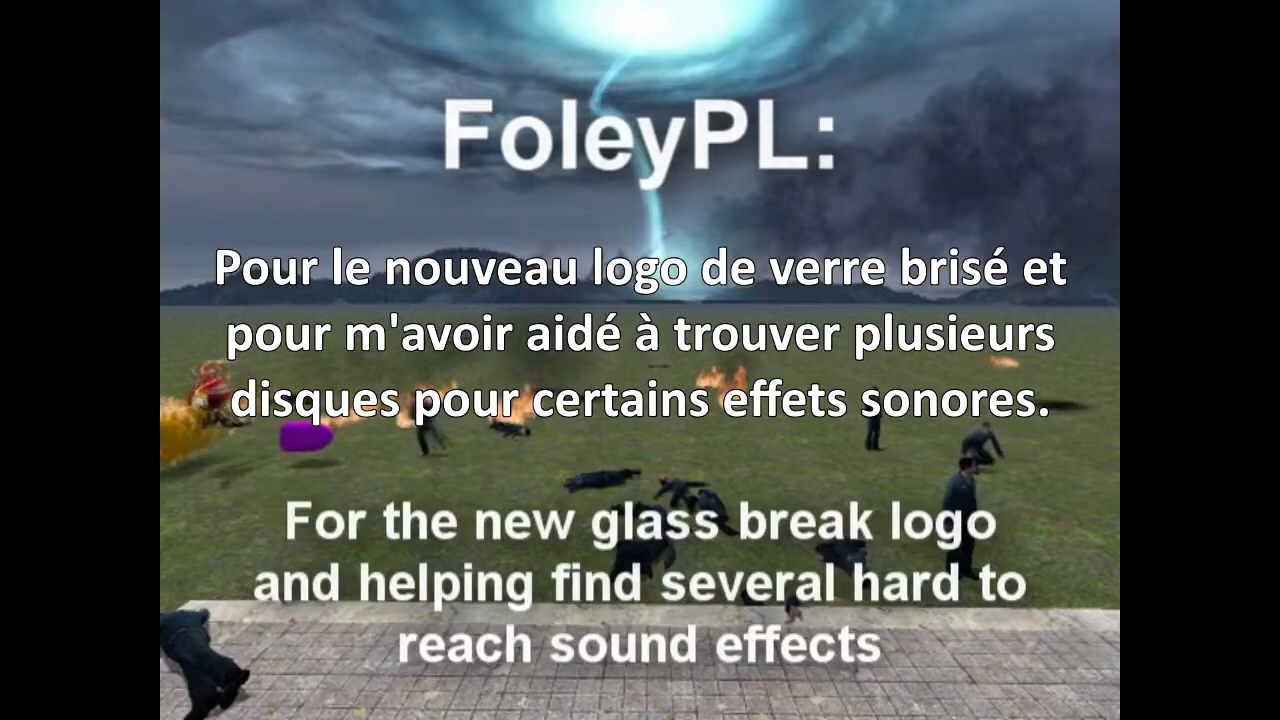 FoleyPL:
Pour le nouveau logo de verre brisé et
pour m'avoir aidé à trouver plusieurs
disques pour certains effets sonores.
For the new glass break logo
and helping find several hard to
reach sound effects